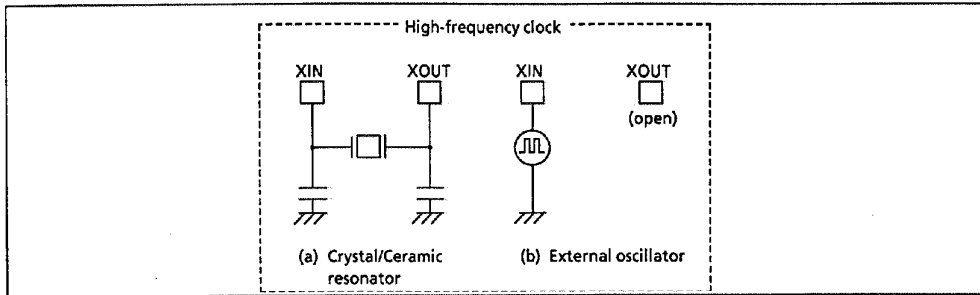 High-frequency clock
XIN XOUT XIN XOUT
(open)
(a) Crystal/Ceramic
resonator
(b) External oscillator